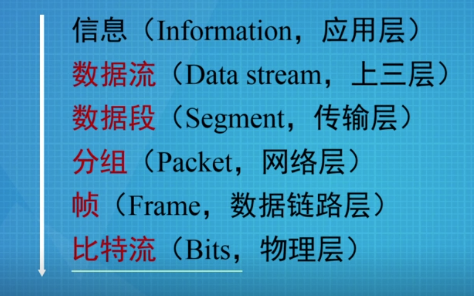 信息（Information，应用层）
数据流（Data stream，上三层）
数据段（Segment，传输层）
分组（Packet，网络层）
帧（Frame，数据链路层）
比特流（Bits，物理层）